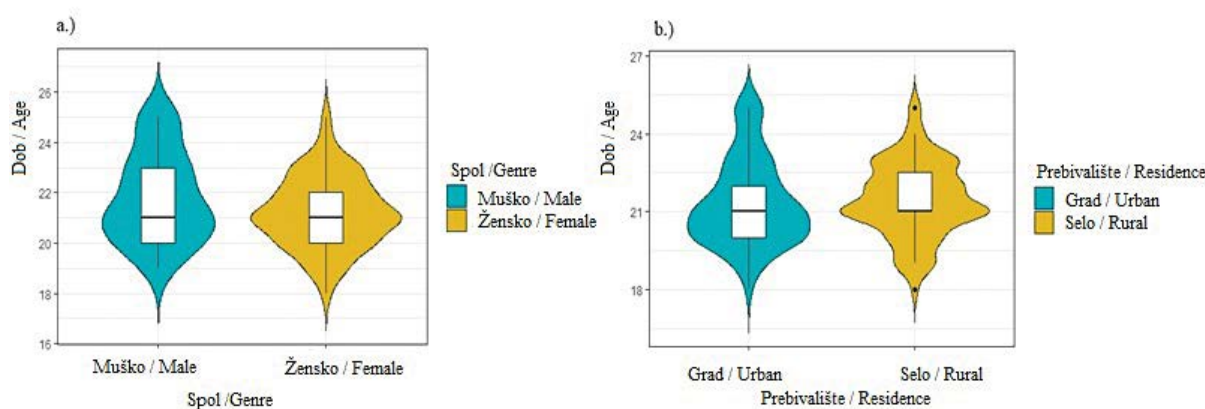 a.)
Dob / Age
26
24
22
20
18
16
Muško / Male
Žensko / Female
Spol /Genre
Spol /Genre
Muško / Male
Žensko / Female
b.)
Dob / Age
27
24
21
18
Grad / Urban
Selo / Rural
Prebivalište / Residence
Prebivalište / Residence
Grad / Urban
Selo / Rural